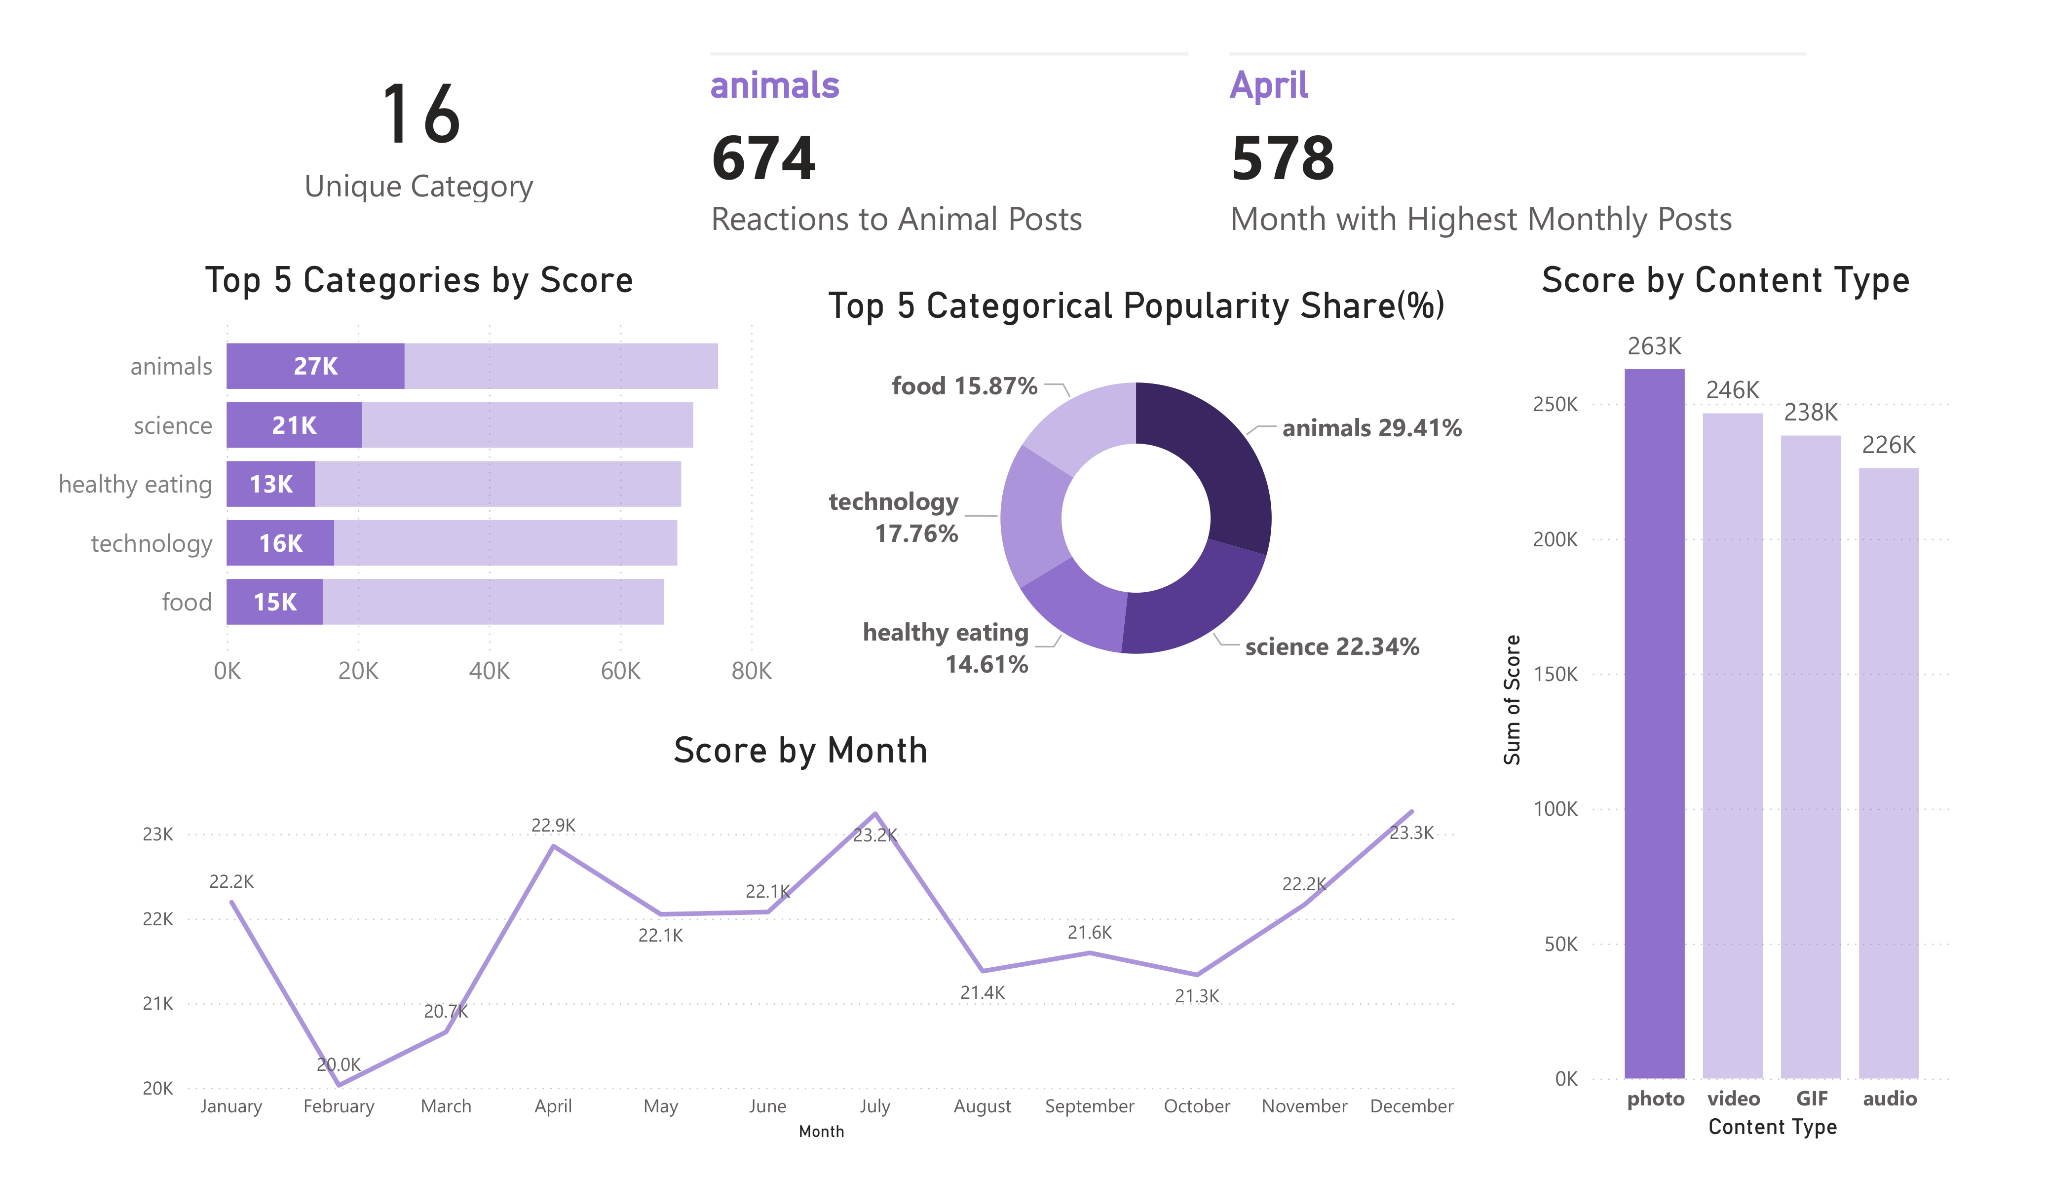 16
Unique Category
animals
674
Reactions to Animal Posts
April
578
Month with Highest Monthly Posts
Top 5 Categories by Score
animals
27K
science
21K
healthy eating
13K
technology
16K
food
15K
0K
20K
40K
60K
80K
Top 5 Categorical Popularity Share(%)
food 15.87%
animals 29.41%
technology
17.76%
healthy eating
14.61%
science 22.34%
Score by Content Type
Sum of Score
250K
200K
150K
100K
50K
0K
263K
246K
238K
226K
photo
video
GIF
audio
Content Type
Score by Month
23K
22K
21K
20K
22.2K
20.0K
20.7K
22.9K
22.1K
22.1K
23.2K
21.4K
21.6K
21.3K
22.2K
23.3K
January
February
March
April
May
June
July
August
September
October
November
December
Month